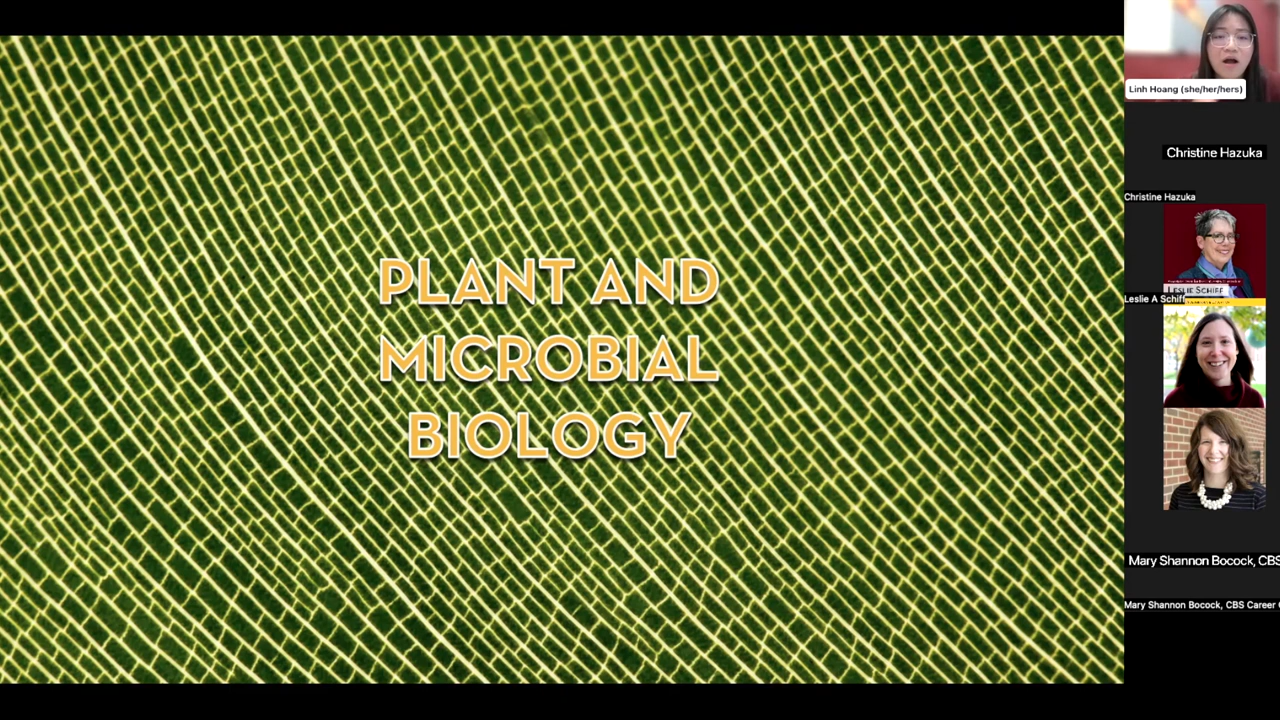 PLANT AND
MICROBIAL
BIOLOGY
Linh Hoang (she/her/hers)
Christine Hazuka
Christine Hazuka
LESLIE SCHIFF
Leslie A Schiff
Mary Shannon Bocock, CBS
Mary Shannon Bocock, CBS Career